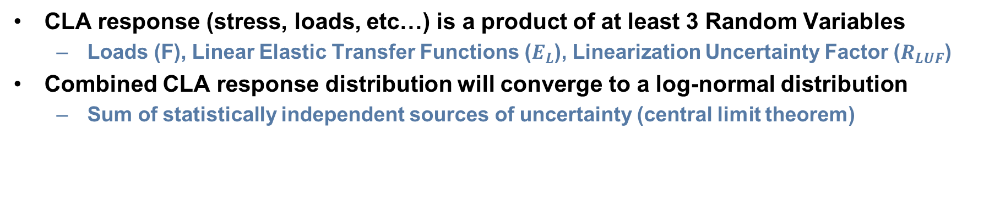 • CLA response (stress, loads, etc…) is a product of at least 3 Random Variables
– Loads (F), Linear Elastic Transfer Functions (E_L), Linearization Uncertainty Factor (R_LUF)
• Combined CLA response distribution will converge to a log-normal distribution
– Sum of statistically independent sources of uncertainty (central limit theorem)